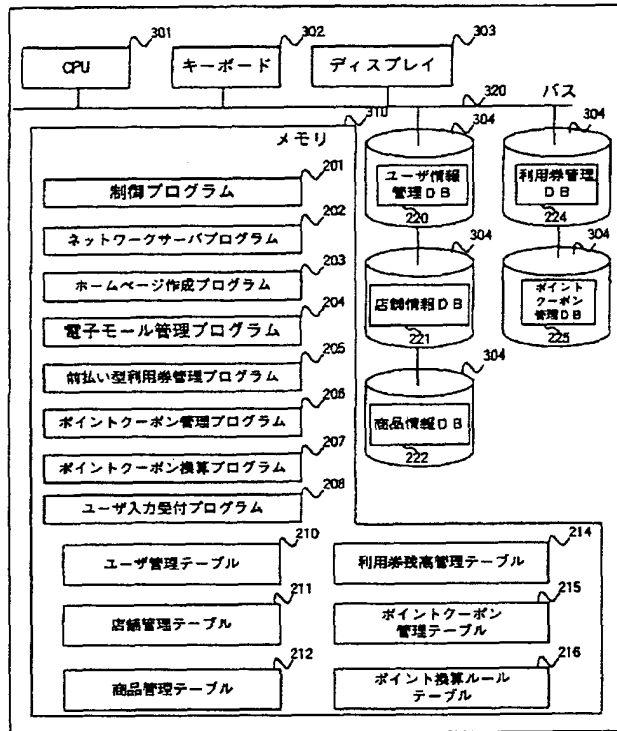 301
302
303
CPU
キーボード
ディスプレイ
320
バス
310
メモリ
304
304
ユーザ情報
管理DB
220
利用券管理
DB
224
201
制御プログラム
202
ネットワークサーバプログラム
203
ホームページ作成プログラム
204
電子モール管理プログラム
205
前払い型利用券管理プログラム
206
ポイントクーポン管理プログラム
207
ポイントクーポン換算プログラム
208
ユーザ入力受付プログラム
304
店舗情報DB
221
304
ポイント
クーポン
管理DB
225
304
商品情報DB
222
210
ユーザ管理テーブル
214
利用券残高管理テーブル
211
店舗管理テーブル
215
ポイントクーポン
管理テーブル
212
商品管理テーブル
216
ポイント換算ルール
テーブル